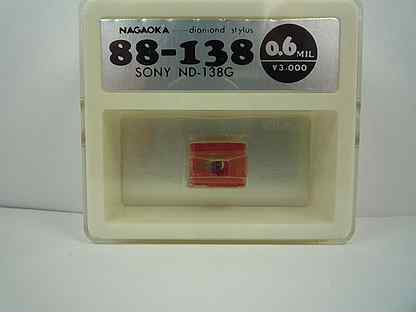 NAGAOKA diamond stylus
88-138
SONY ND-138G
0.6 MIL
¥3,000